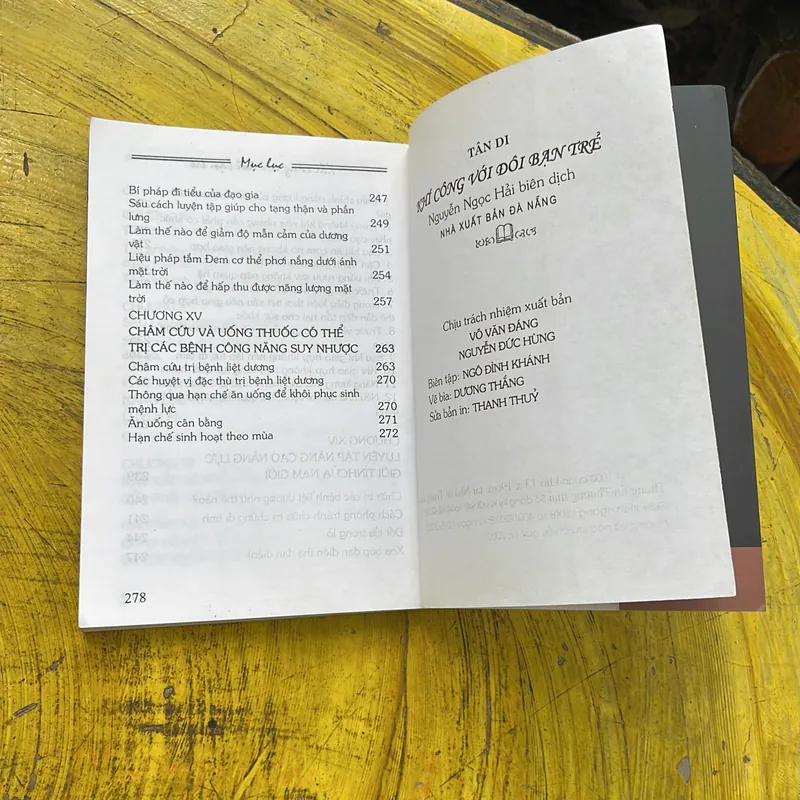 Mục lục
Bí pháp đi tiểu của đạo gia 247
Sáu cách luyện tập giúp cho tạng thận và phần
lưng 249
Làm thế nào để giảm độ mẫn cảm của dương
vật 251
Liệu pháp tắm Đem cơ thể phơi nắng dưới ánh
mặt trời 254
Làm thế nào để hấp thu được năng lượng mặt
trời 257
CHƯƠNG XV
CHÂM CỨU VÀ UỐNG THUỐC CÓ THỂ
TRỊ CÁC BỆNH CÔNG NĂNG SUY NHƯỢC 263
Châm cứu trị bệnh liệt dương 263
Các huyệt vị đặc thù trị bệnh liệt dương 270
Thông qua hạn chế ăn uống để khôi phục sinh
mệnh lực 270
Ăn uống cân bằng 271
Hạn chế sinh hoạt theo mùa 272
278
TÂN DI
KHÍ CÔNG VỚI ĐÔI BẠN TRẺ
Nguyễn Ngọc Hải biên dịch
NHÀ XUẤT BẢN ĐÀ NẴNG
Chịu trách nhiệm xuất bản
VÕ VĂN ĐÁNG
NGUYỄN ĐỨC HÙNG
Biên tập: NGÔ ĐÌNH KHÁNH
Vẽ bìa: DƯƠNG THẮNG
Sửa bản in: THANH THUỶ